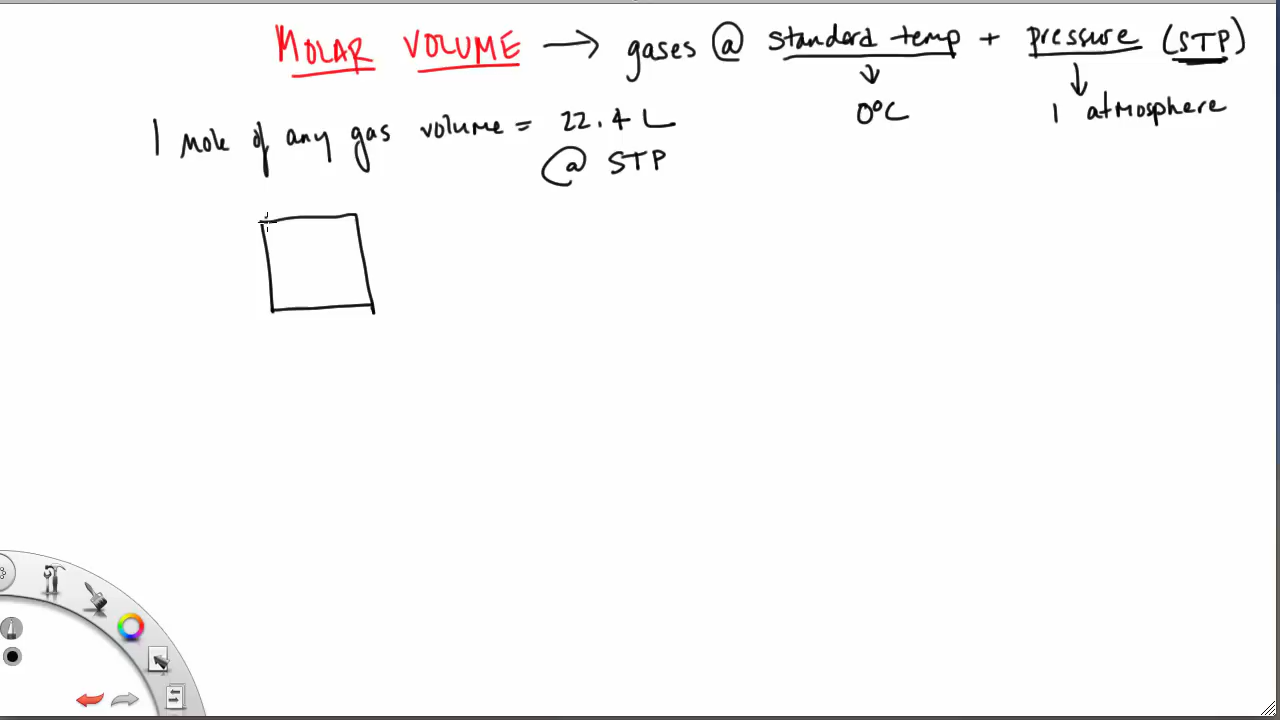 MOLAR VOLUME → gases @ standard temp + pressure (STP)
0°C
1 atmosphere
1 mole of any gas volume = 22.4 L
@ STP